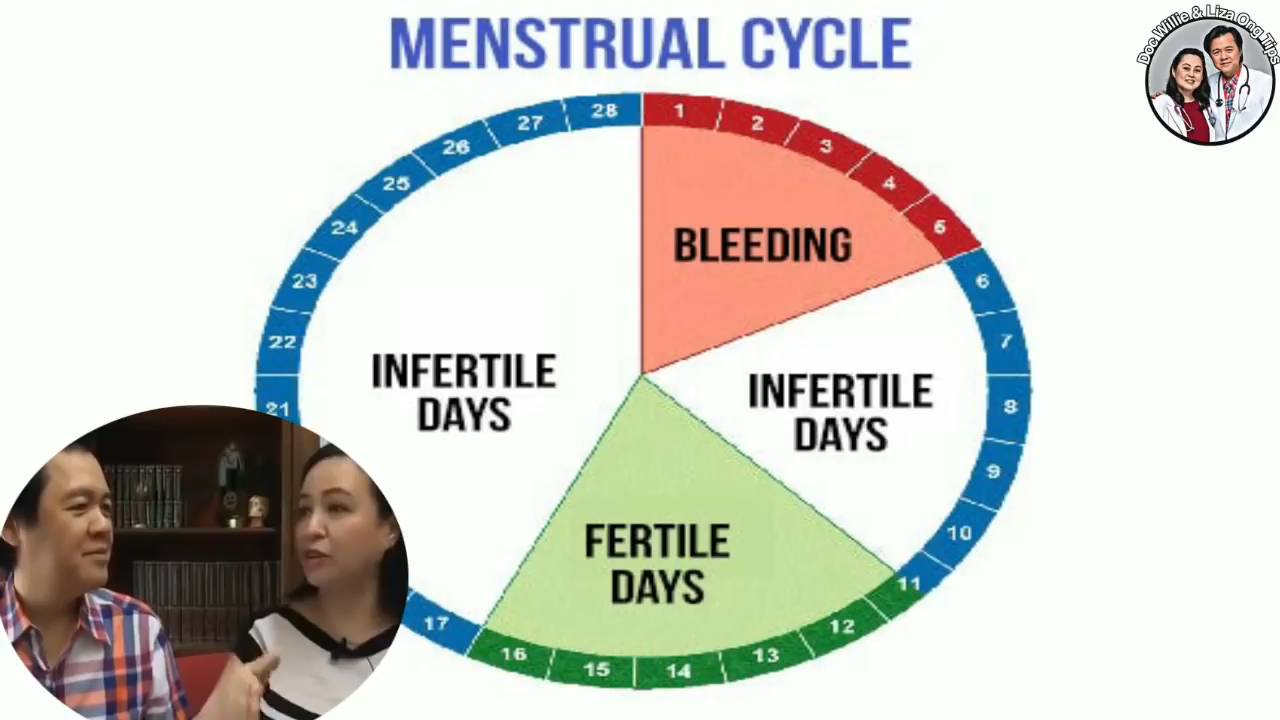 MENSTRUAL CYCLE
Doc Willie & Liza Ong Tips
28
1
2
3
4
5
6
7
8
9
10
11
12
13
14
15
16
17
21
22
23
24
25
26
27
BLEEDING
INFERTILE
DAYS
INFERTILE
DAYS
FERTILE
DAYS